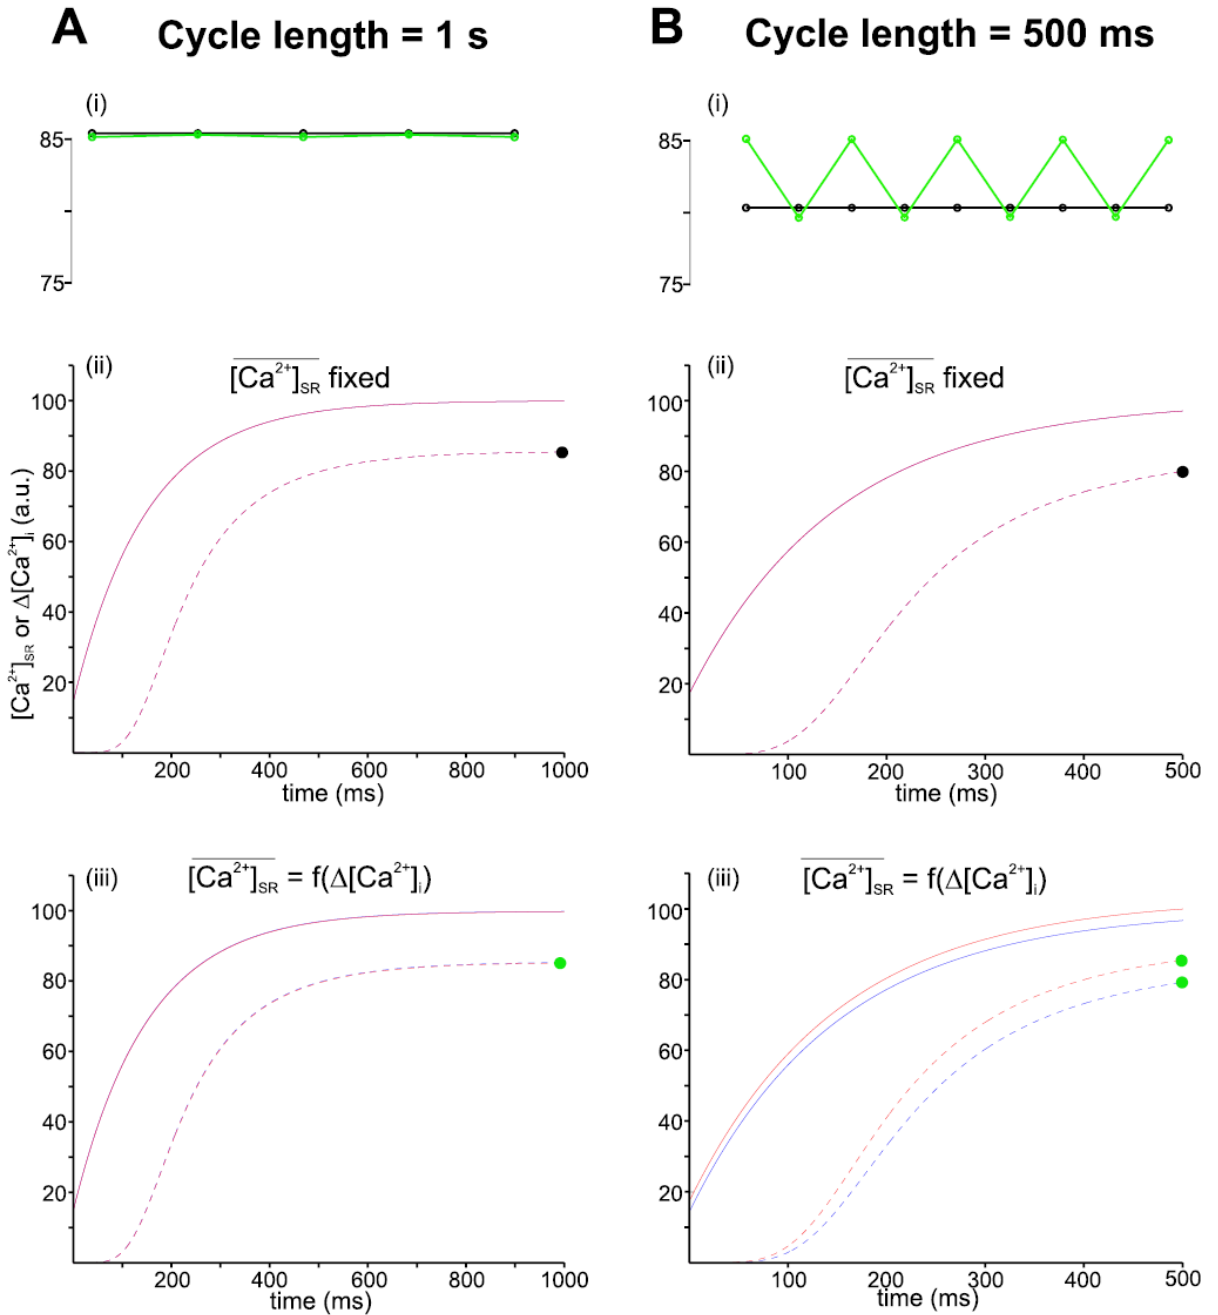 A Cycle length = 1 s
(i)
85
75
(ii) [Ca²⁺]SR fixed
100
80
60
40
20
[Ca²⁺]SR or Δ[Ca²⁺]i (a.u.)
200 400 600 800 1000
time (ms)
(iii) [Ca²⁺]SR = f(Δ[Ca²⁺]i)
100
80
60
40
20
200 400 600 800 1000
time (ms)
B Cycle length = 500 ms
(i)
85
75
(ii) [Ca²⁺]SR fixed
100
80
60
40
20
100 200 300 400 500
time (ms)
(iii) [Ca²⁺]SR = f(Δ[Ca²⁺]i)
100
80
60
40
20
100 200 300 400 500
time (ms)